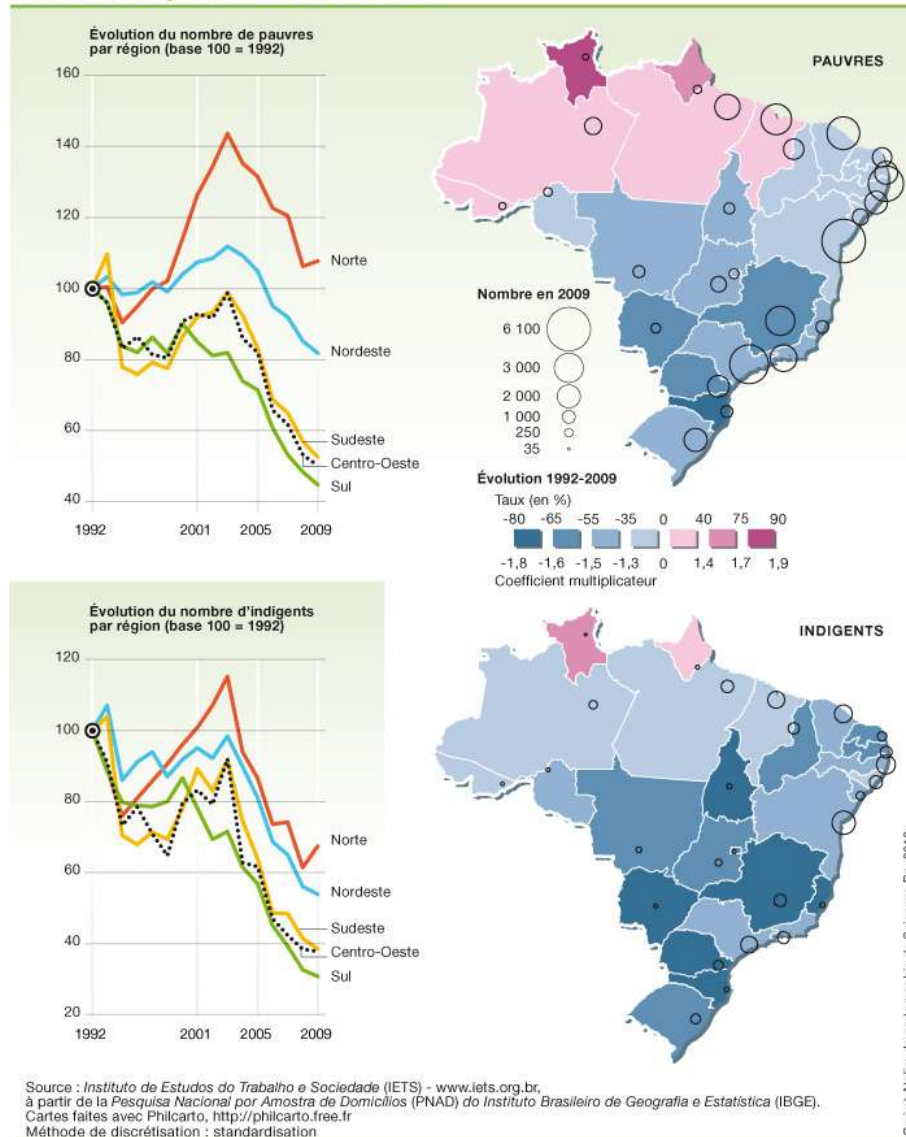 Évolution du nombre de pauvres
par région (base 100 = 1992)
160
140
120
100
80
60
40
1992
2001
2005
2009
Norte
Nordeste
Sudeste
Centro-Oeste
Sul
PAUVRES
Nombre en 2009
6 100
3 000
2 000
1 000
250
35
Évolution 1992-2009
Taux (en %)
-80 -65 -55 -35 0 40 75 90
-1,8 -1,6 -1,5 -1,3 0 1,4 1,7 1,9
Coefficient multiplicateur
Évolution du nombre d'indigents
par région (base 100 = 1992)
120
100
80
60
40
20
1992
2001
2005
2009
Norte
Nordeste
Sudeste
Centro-Oeste
Sul
INDIGENTS
Source : Instituto de Estudos do Trabalho e Sociedade (IETS) - www.iets.org.br,
à partir de la Pesquisa Nacional por Amostra de Domicílios (PNAD) do Instituto Brasileiro de Geografia e Estatística (IBGE).
Cartes faites avec Philcarto, http://philcarto.free.fr
Méthode de discrétisation : standardisation